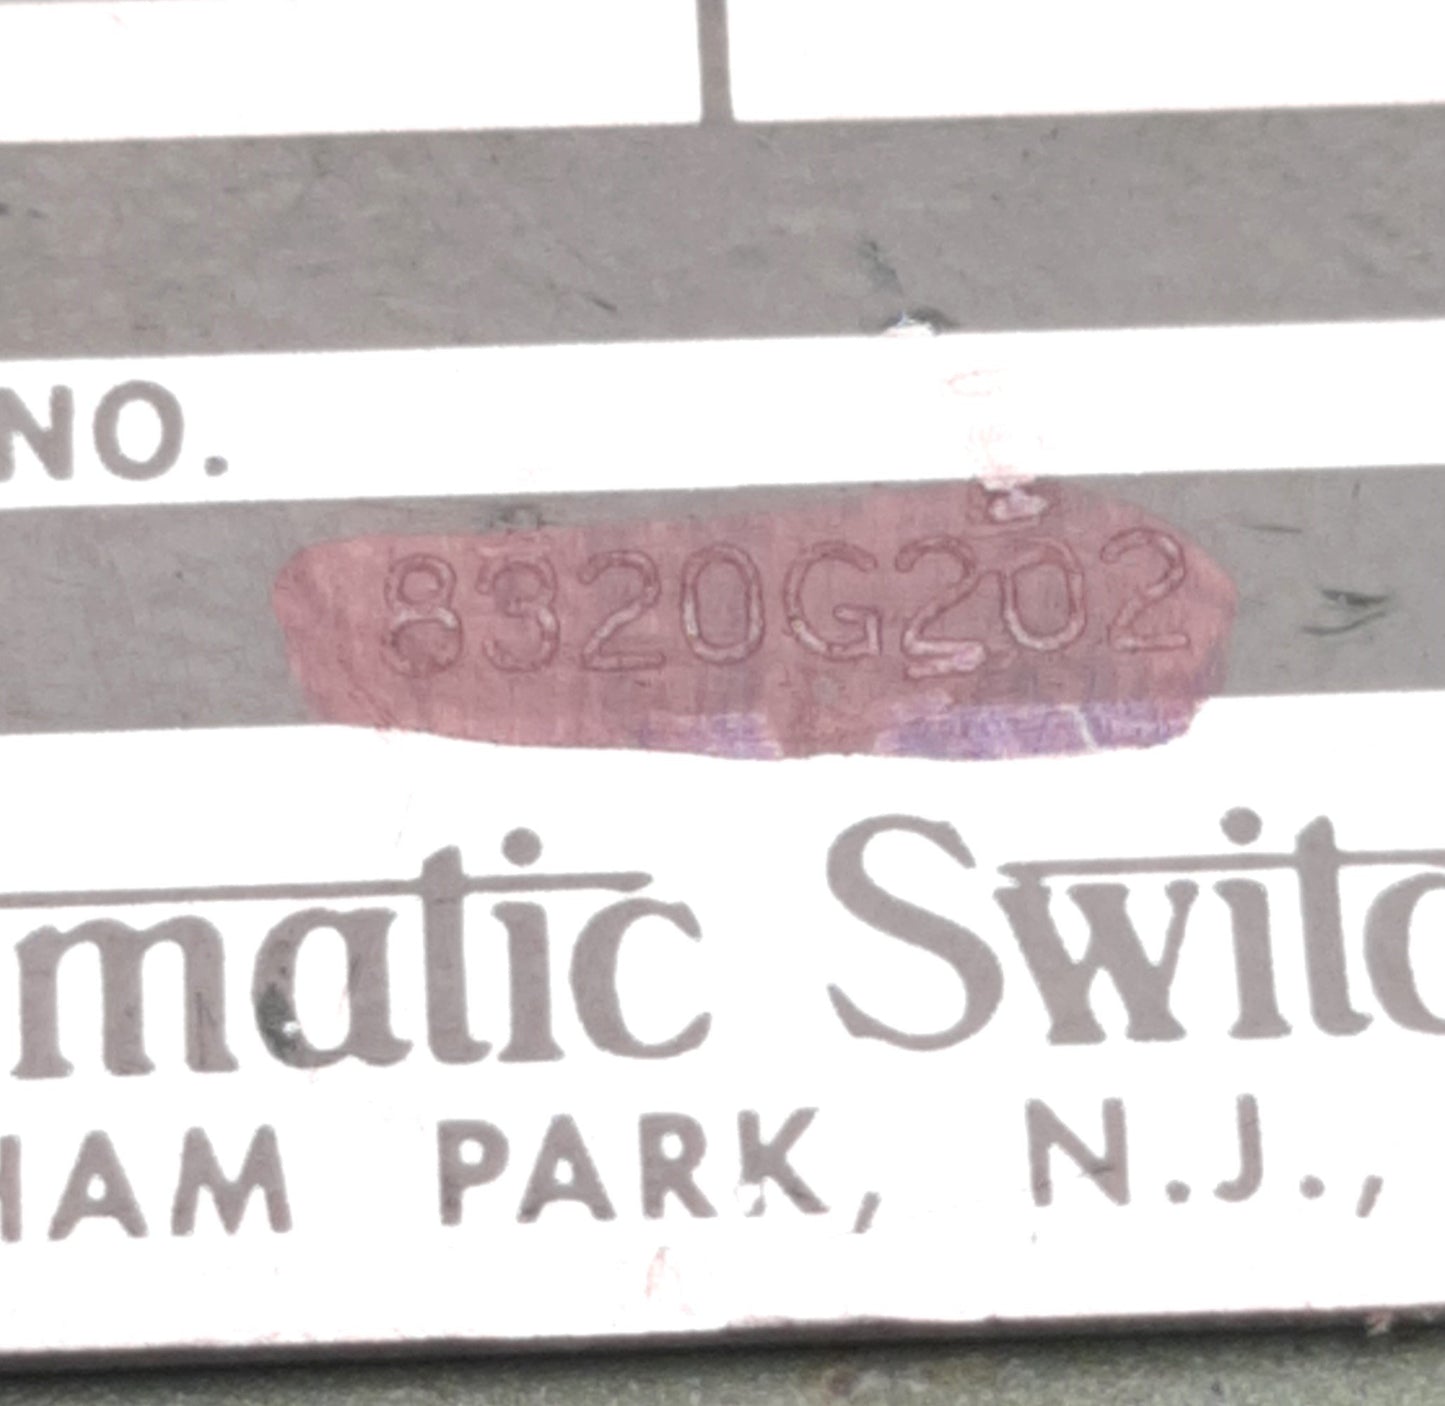 NO.
8320G202
matic Switc
HAM PARK, N.J.,